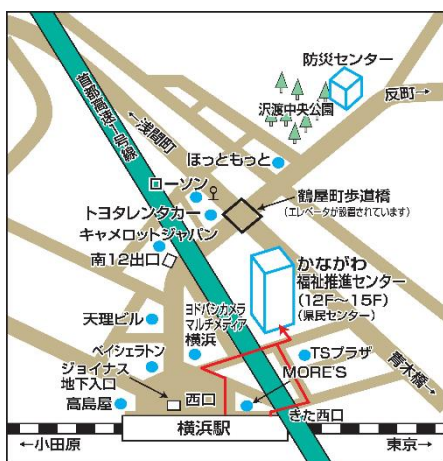 防災センター
反町→
沢渡中央公園
首都高速1号線
←浅間町
ほっともっと
ローソン
トヨタレンタカー
鶴屋町歩道橋
(エレベータが設置されています)
キャメロットジャパン
南12出口
かながわ
福祉推進センター
(12F~15F)
(県民センター)
天理ビル
ヨドバシカメラ
マルチメディア
横浜
ベイシェラトン
TSプラザ
青木橋→
ジョイナス
地下入口
MORE'S
高島屋
西口
きた西口
横浜駅
←小田原
東京→